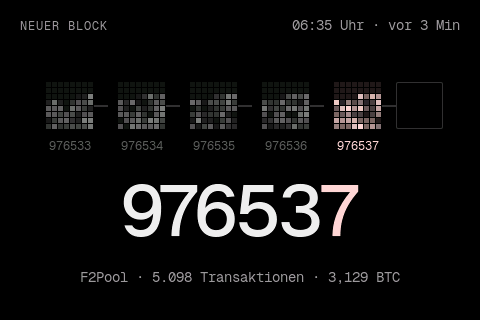 NEUER BLOCK
06:35 Uhr · vor 3 Min
976533 976534 976535 976536 976537
976537
F2Pool · 5.098 Transaktionen · 3,129 BTC